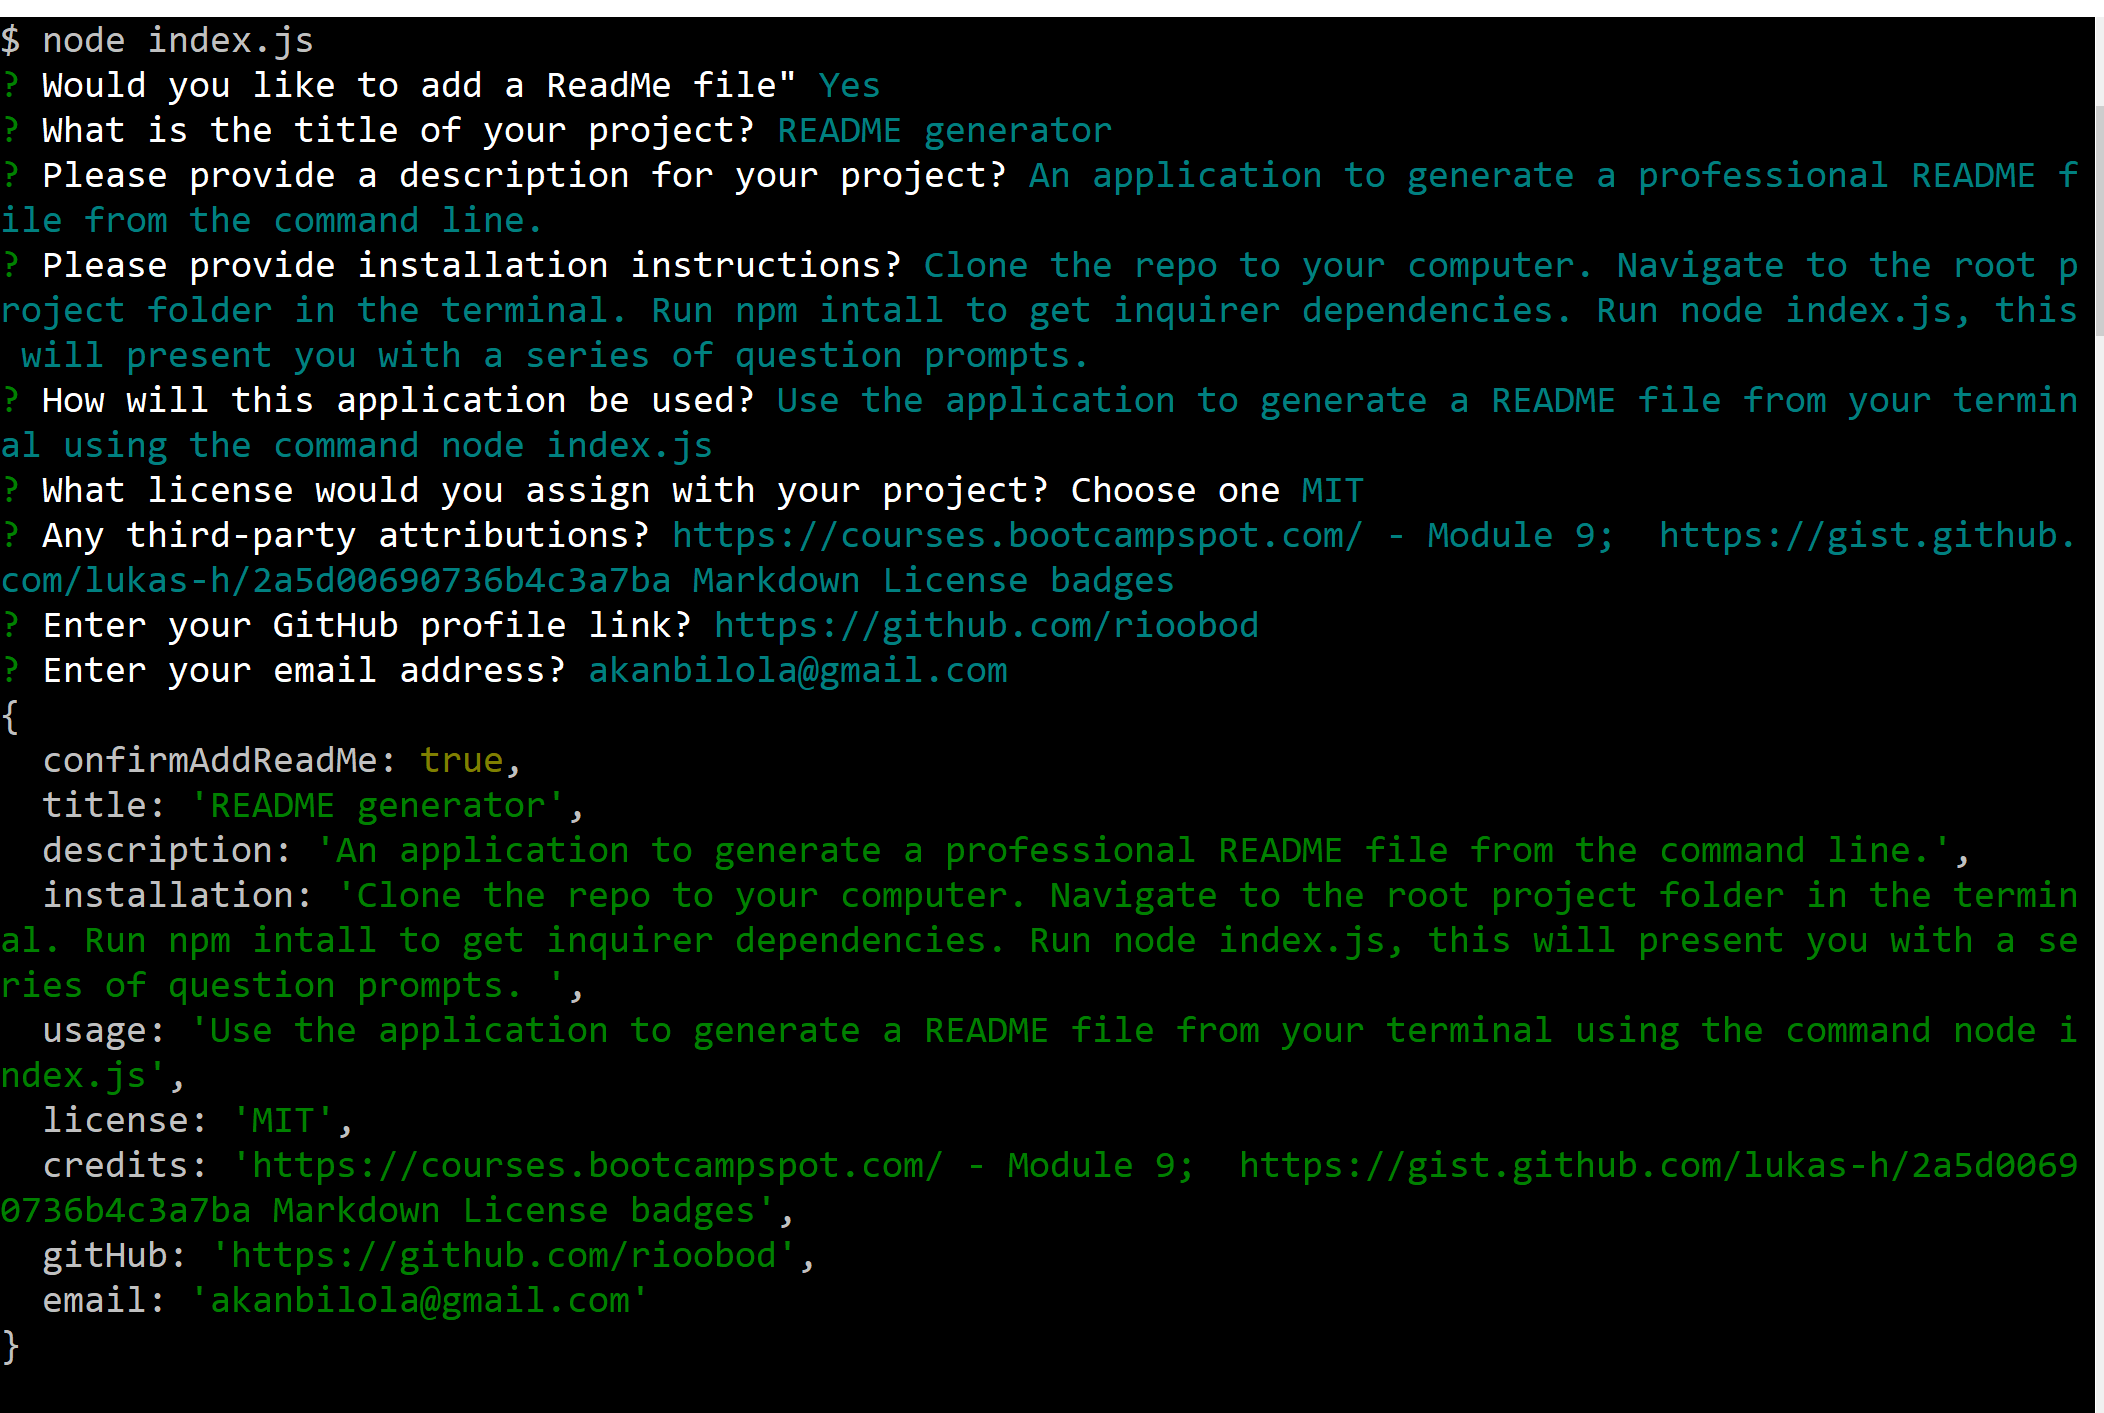 $ node index.js
? Would you like to add a ReadMe file" Yes
? What is the title of your project? README generator
? Please provide a description for your project? An application to generate a professional README f
ile from the command line.
? Please provide installation instructions? Clone the repo to your computer. Navigate to the root p
roject folder in the terminal. Run npm intall to get inquirer dependencies. Run node index.js, this
 will present you with a series of question prompts.
? How will this application be used? Use the application to generate a README file from your termin
al using the command node index.js
? What license would you assign with your project? Choose one MIT
? Any third-party attributions? https://courses.bootcampspot.com/ - Module 9;  https://gist.github.
com/lukas-h/2a5d00690736b4c3a7ba Markdown License badges
? Enter your GitHub profile link? https://github.com/rioobod
? Enter your email address? akanbilola@gmail.com
{
  confirmAddReadMe: true,
  title: 'README generator',
  description: 'An application to generate a professional README file from the command line.',
  installation: 'Clone the repo to your computer. Navigate to the root project folder in the termin
al. Run npm intall to get inquirer dependencies. Run node index.js, this will present you with a se
ries of question prompts. ',
  usage: 'Use the application to generate a README file from your terminal using the command node i
ndex.js',
  license: 'MIT',
  credits: 'https://courses.bootcampspot.com/ - Module 9;  https://gist.github.com/lukas-h/2a5d0069
0736b4c3a7ba Markdown License badges',
  gitHub: 'https://github.com/rioobod',
  email: 'akanbilola@gmail.com'
}